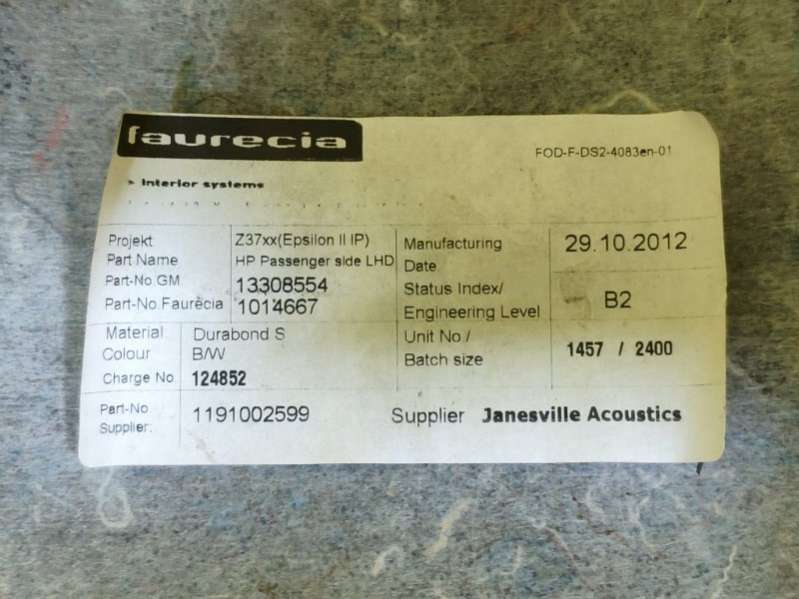 faurecia
FOD-F-DS2-4083en-01
Interior systems
Projekt Z37xx(Epsilon II IP)
Part Name HP Passenger side LHD
Part-No.GM 13308554
Part-No.Faurecia 1014667
Manufacturing Date 29.10.2012
Status Index/ Engineering Level B2
Material Durabond S
Colour B/W
Charge No 124852
Unit No / Batch size 1457 / 2400
Part-No. Supplier: 1191002599
Supplier Janesville Acoustics